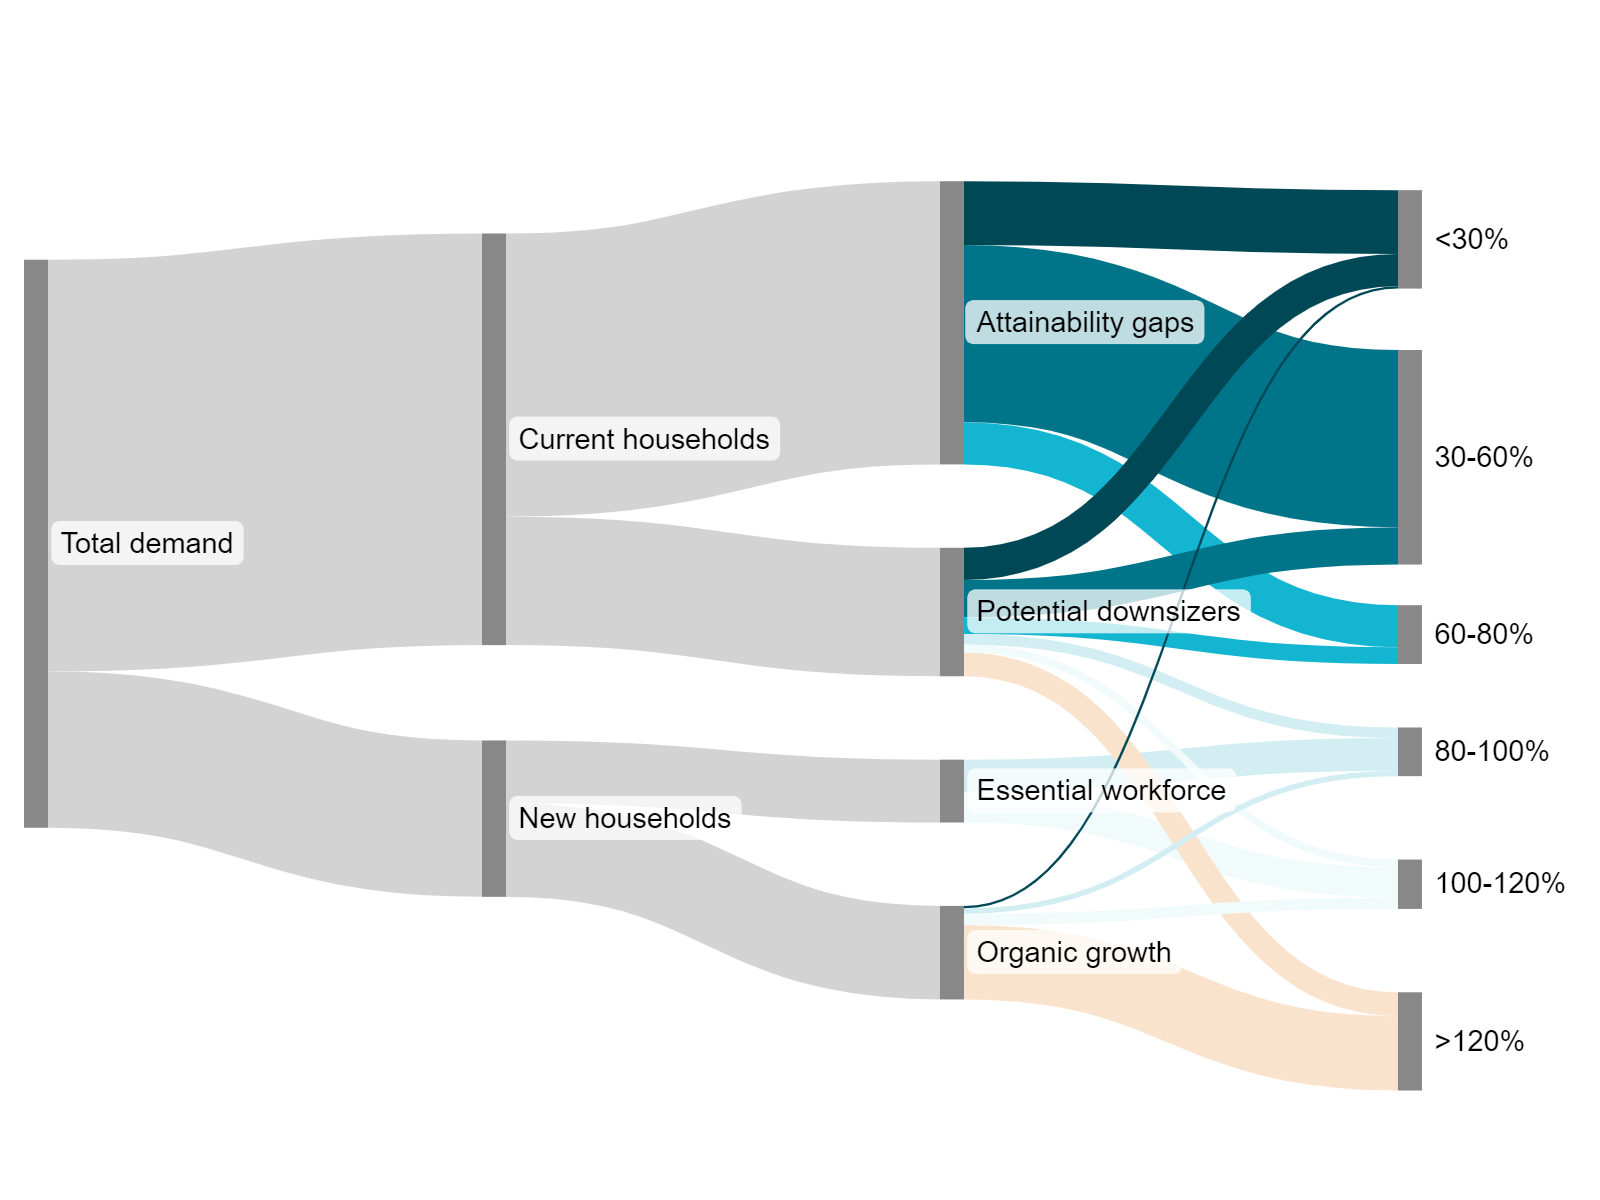 Total demand
Current households
New households
Attainability gaps
Potential downsizers
Essential workforce
Organic growth
<30%
30-60%
60-80%
80-100%
100-120%
>120%